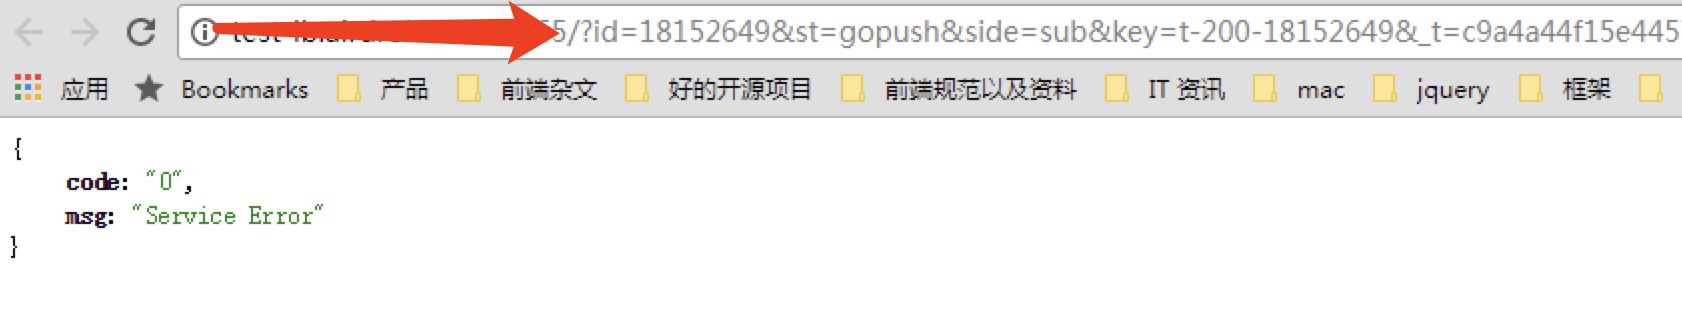 5/?id=18152649&st=gopush&side=sub&key=t-200-18152649&_t=c9a4a44f15e445
应用 Bookmarks 产品 前端杂文 好的开源项目 前端规范以及资料 IT 资讯 mac jquery 框架
{
code: "0",
msg: "Service Error"
}